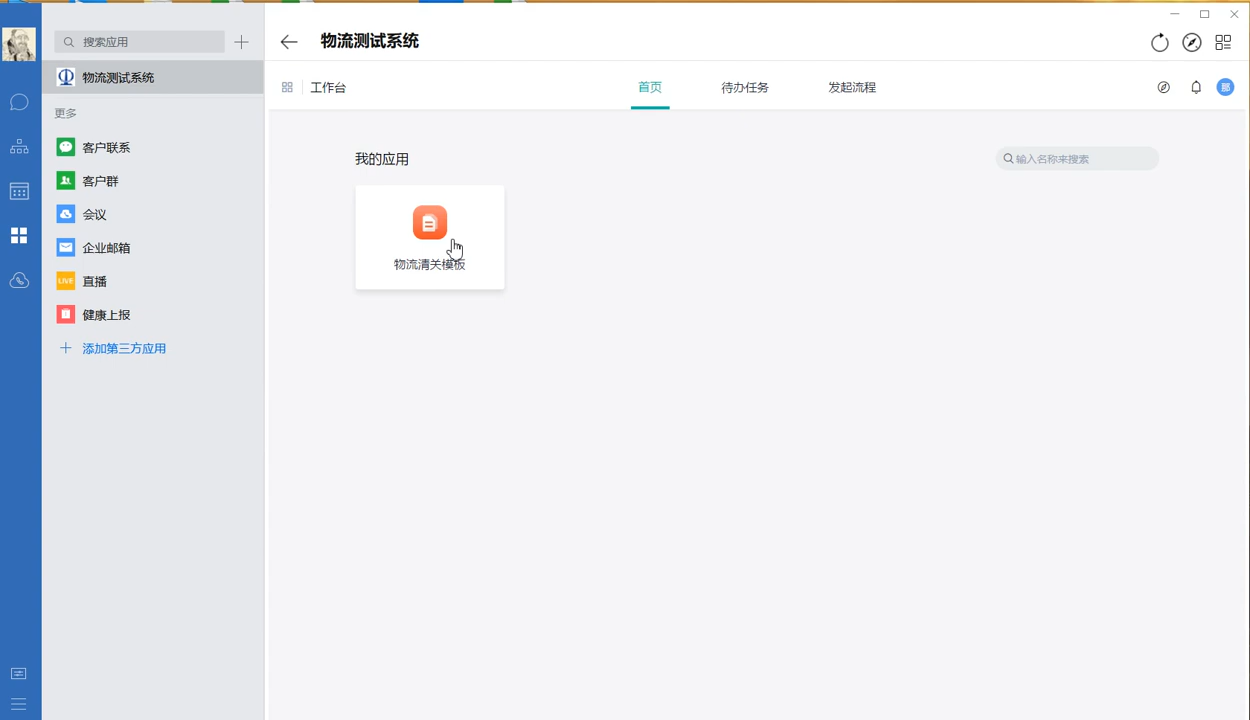 搜索应用
物流测试系统
更多
客户联系
客户群
会议
企业邮箱
LIVE
直播
健康上报
添加第三方应用
物流测试系统
工作台
首页
待办任务
发起流程
那
我的应用
输入名称来搜素
物流清关模板